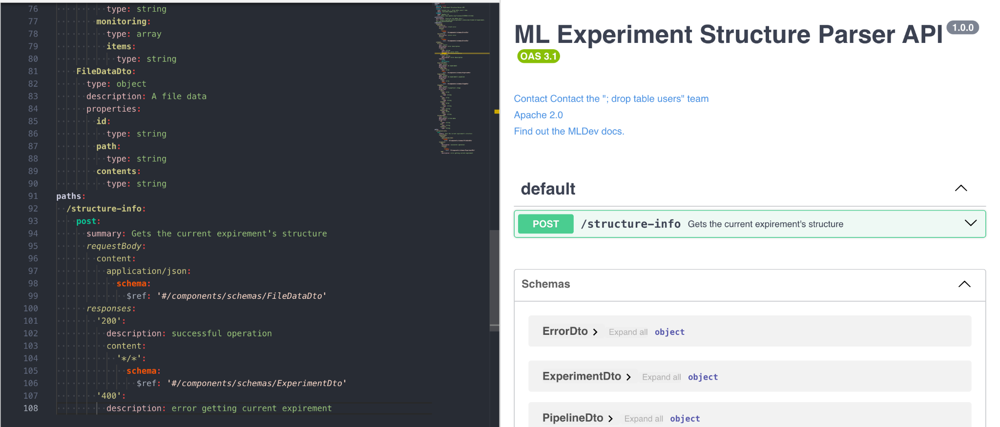 76 type: string
77 monitoring:
78 type: array
79 items:
80 type: string
81 FileDataDto:
82 type: object
83 description: A file data
84 properties:
85 id:
86 type: string
87 path:
88 type: string
89 contents:
90 type: string
91 paths:
92 /structure-info:
93 post:
94 summary: Gets the current expirement's structure
95 requestBody:
96 content:
97 application/json:
98 schema:
99 $ref: '#/components/schemas/FileDataDto'
100 responses:
101 '200':
102 description: successful operation
103 content:
104 '*/*':
105 schema:
106 $ref: '#/components/schemas/ExperimentDto'
107 '400':
108 description: error getting current expirement
ML Experiment Structure Parser API 1.0.0
OAS 3.1
Contact Contact the "; drop table users" team
Apache 2.0
Find out the MLDev docs.
default
POST /structure-info Gets the current expirement's structure
Schemas
ErrorDto Expand all object
ExperimentDto Expand all object
PipelineDto Expand all object